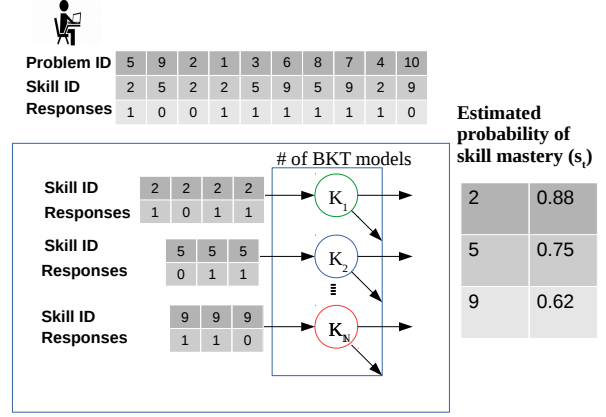 Problem ID 5 9 2 1 3 6 8 7 4 10
Skill ID 2 5 2 2 5 9 5 9 2 9
Responses 1 0 0 1 1 1 1 1 1 0
Estimated
probability of
skill mastery (st)
# of BKT models
Skill ID 2 2 2 2
Responses 1 0 1 1
K1
Skill ID 5 5 5
Responses 0 1 1
K2
Skill ID 9 9 9
Responses 1 1 0
KN
2 0.88
5 0.75
9 0.62